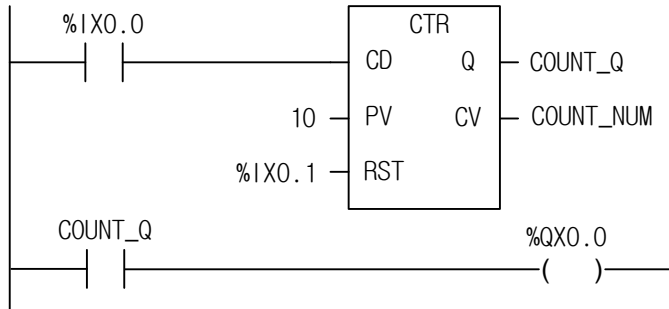 %IX0.0
CTR
CD Q COUNT_Q
10 PV CV COUNT_NUM
%IX0.1 RST
COUNT_Q
%QX0.0
( )